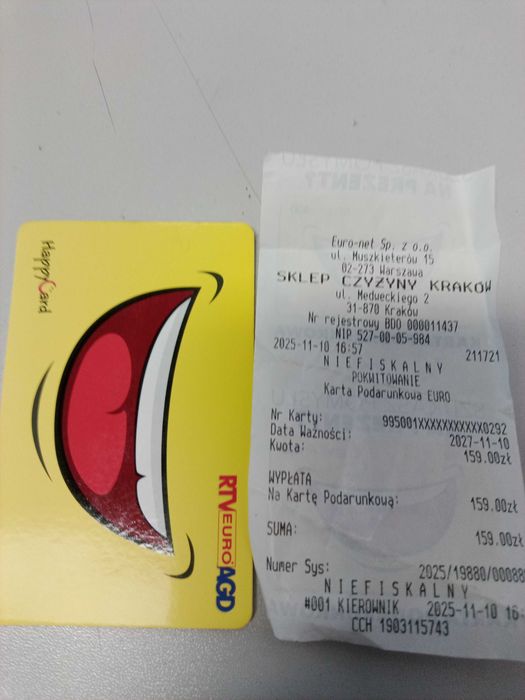 HappyCard
RTV EURO AGD
NA PREZENT?
Euro-net Sp. z o.o.
ul. Muszkieterów 15
02-273 Warszawa
SKLEP CZYŻYNY KRAKÓW
ul. Medweckiego 2
31-870 Kraków
Nr rejestrowy BDO 000011437
NIP 527-00-05-984
2025-11-10 16:57 211721
NIEFISKALNY
POKWITOWANIE
Karta Podarunkowa EURO
Nr Karty: 995001XXXXXXXXXXX0292
Data Ważności: 2027-11-10
Kwota: 159.00zł
WYPŁATA
Na Kartę Podarunkową: 159.00zł
SUMA: 159.00zł
Numer Sys: 2025/19880/00088
NIEFISKALNY
#001 KIEROWNIK 2025-11-10 16
CCH 1903115743